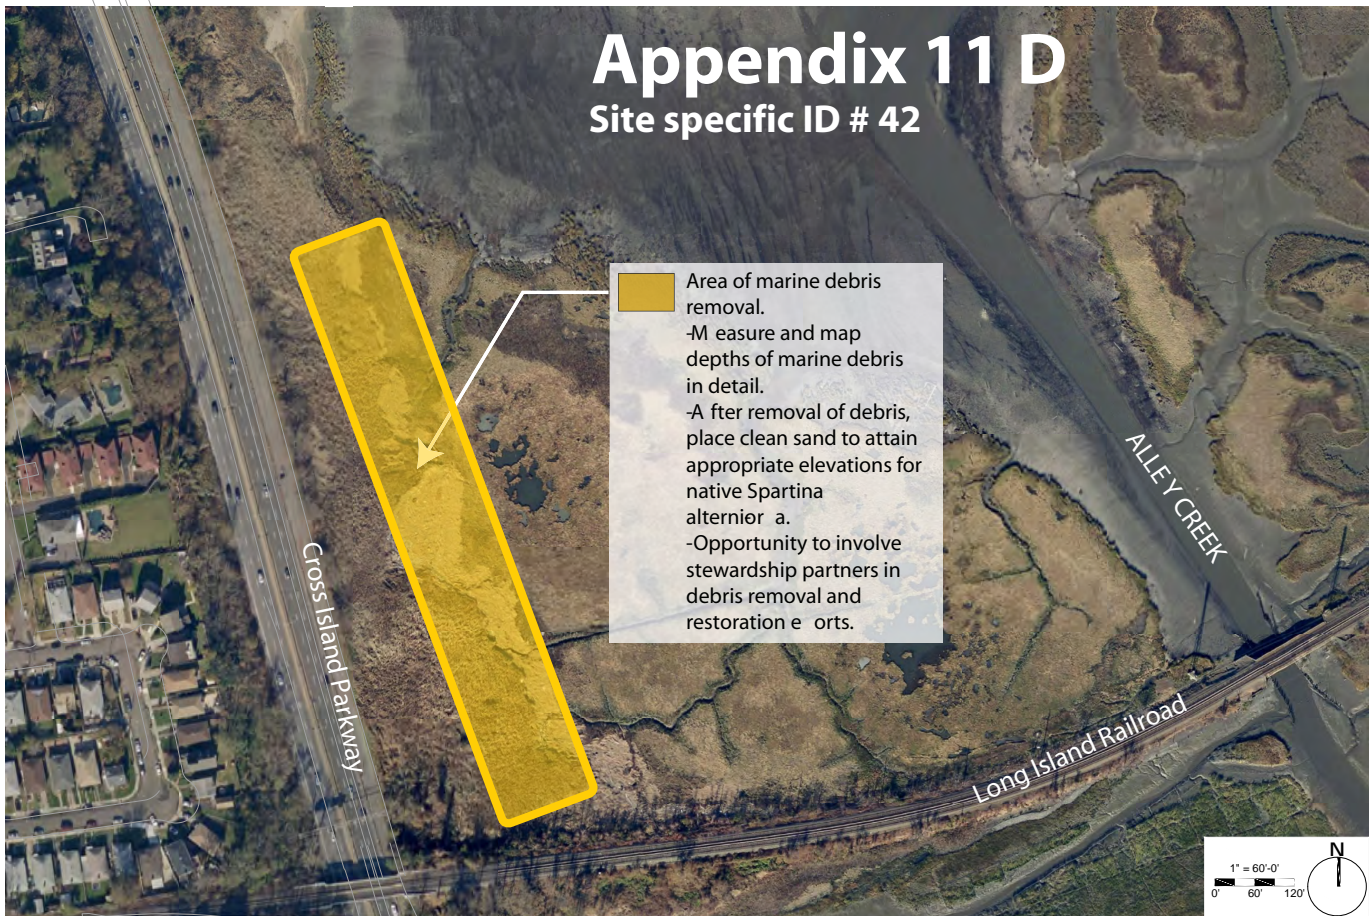 Appendix 11 D
Site specific ID # 42
Area of marine debris
removal.
-M easure and map
depths of marine debris
in detail.
-A fter removal of debris,
place clean sand to attain
appropriate elevations for
native Spartina
alternior a.
-Opportunity to involve
stewardship partners in
debris removal and
restoration e orts.
ALLEY CREEK
Cross Island Parkway
Long Island Railroad
N
1" = 60'-0'
0' 60' 120'